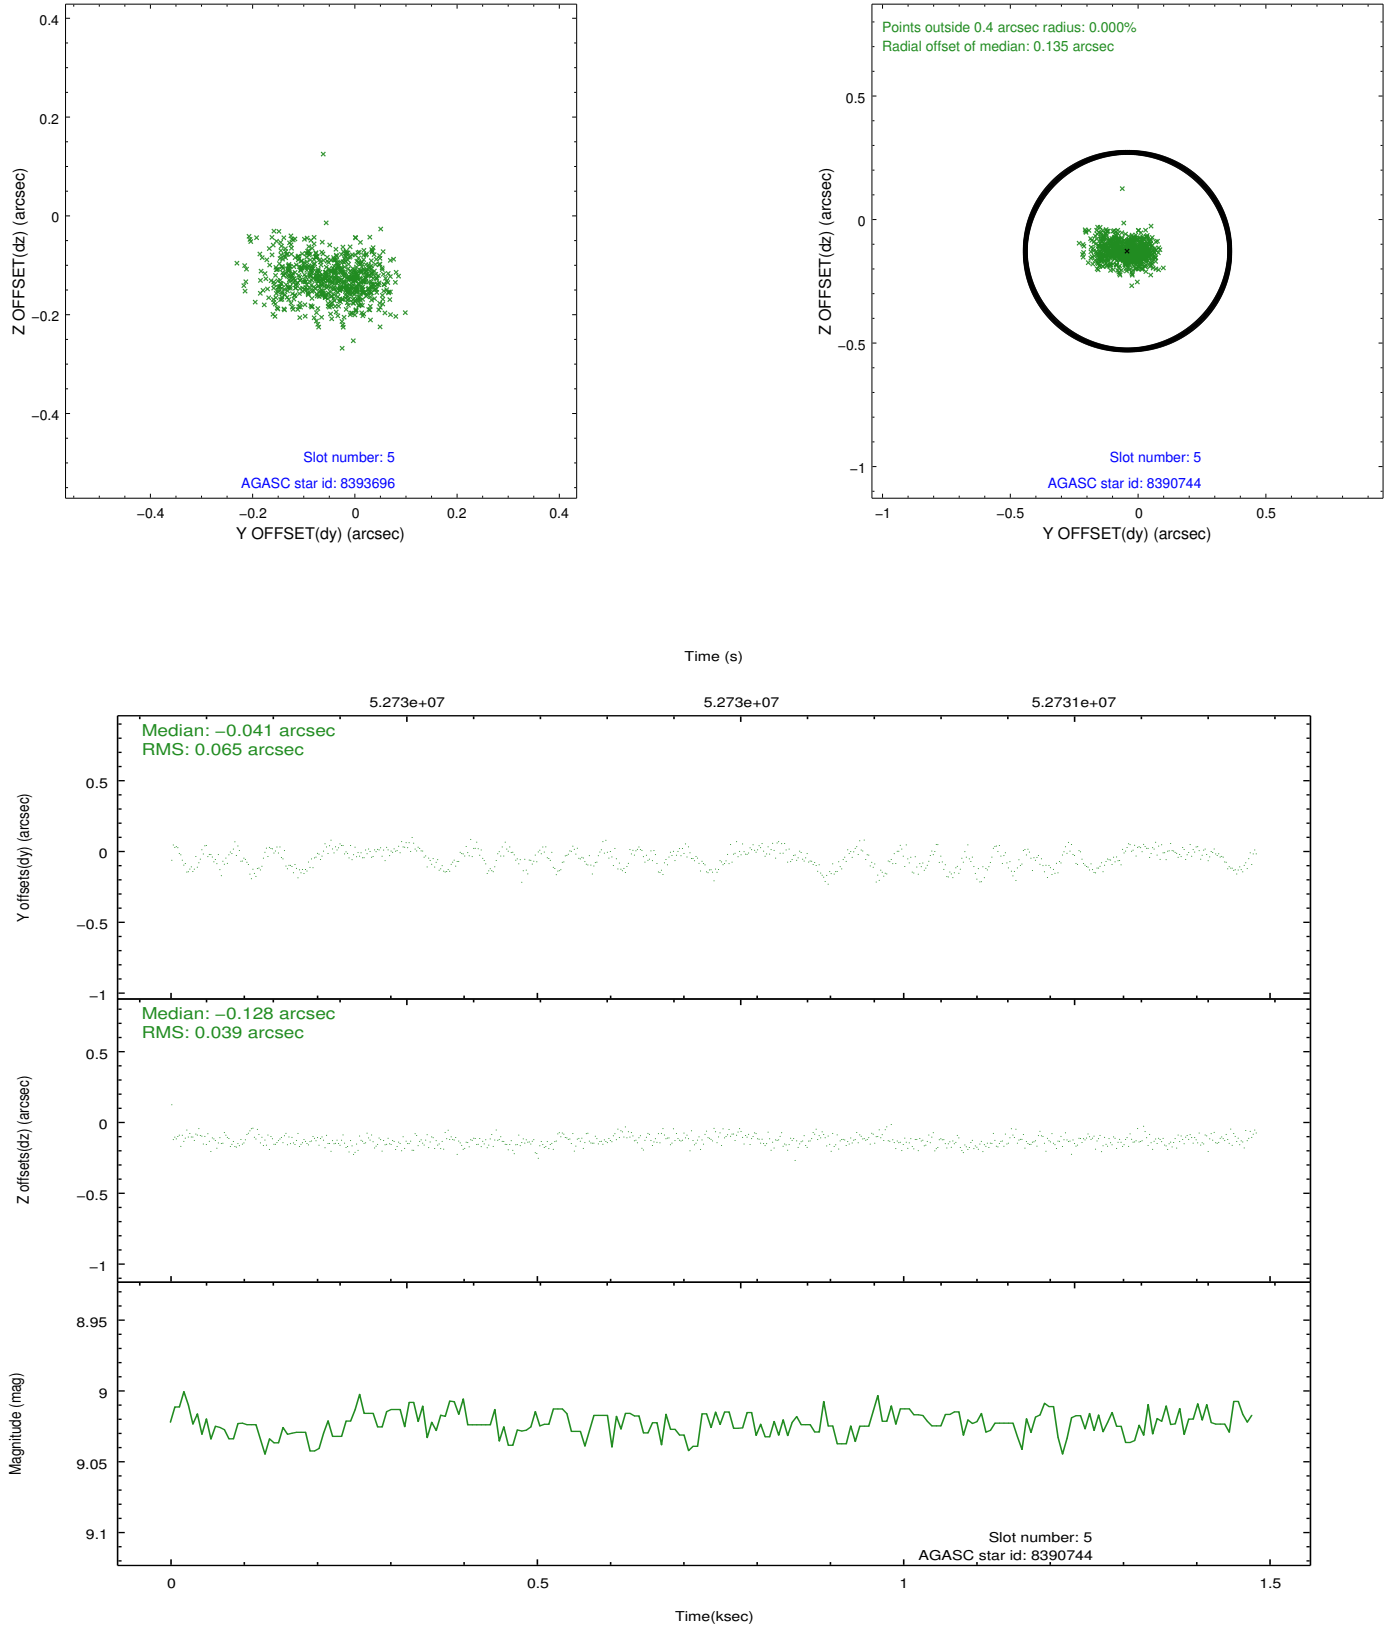 0.4
0.2
0
−0.2
−0.4
Z OFFSET(dz) (arcsec)
Slot number: 5
AGASC star id: 8393696
−0.4
−0.2
0
0.2
0.4
Y OFFSET(dy) (arcsec)
Points outside 0.4 arcsec radius: 0.000%
Radial offset of median: 0.135 arcsec
0.5
0
−0.5
−1
Z OFFSET(dz) (arcsec)
Slot number: 5
AGASC star id: 8390744
−1
−0.5
0
0.5
Y OFFSET(dy) (arcsec)
Time (s)
5.273e+07
5.273e+07
5.2731e+07
Median: −0.041 arcsec
RMS: 0.065 arcsec
0.5
0
−0.5
−1
Y offsets(dy) (arcsec)
Median: −0.128 arcsec
RMS: 0.039 arcsec
0.5
0
−0.5
−1
Z offsets(dz) (arcsec)
8.95
9
9.05
9.1
Magnitude (mag)
Slot number: 5
AGASC star id: 8390744
0
0.5
1
1.5
Time(ksec)